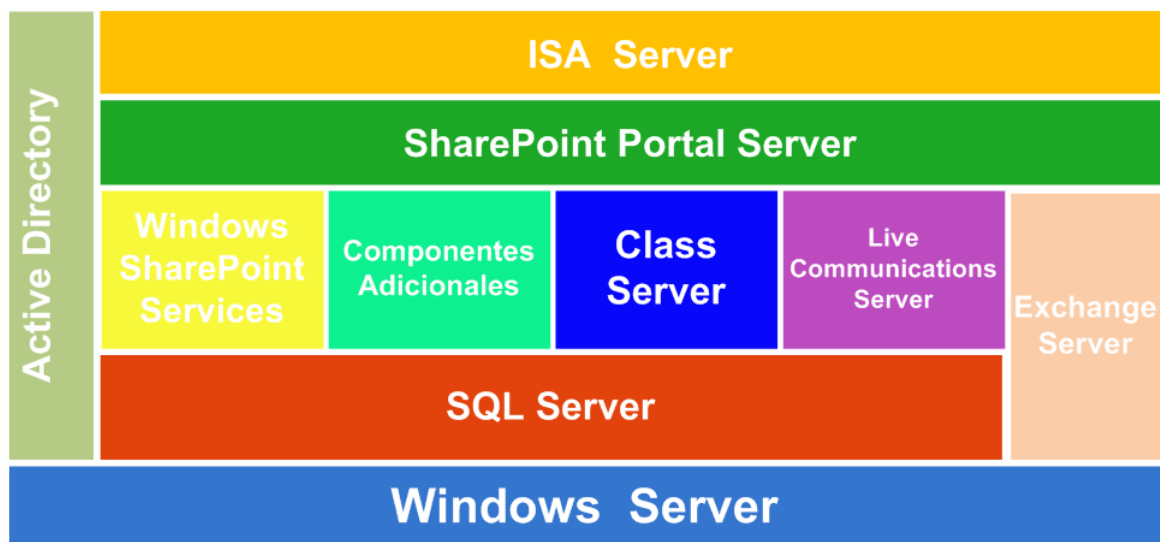 Active Directory
ISA Server
SharePoint Portal Server
Windows
SharePoint
Services
Componentes
Adicionales
Class
Server
Live
Communications
Server
Exchange
Server
SQL Server
Windows Server